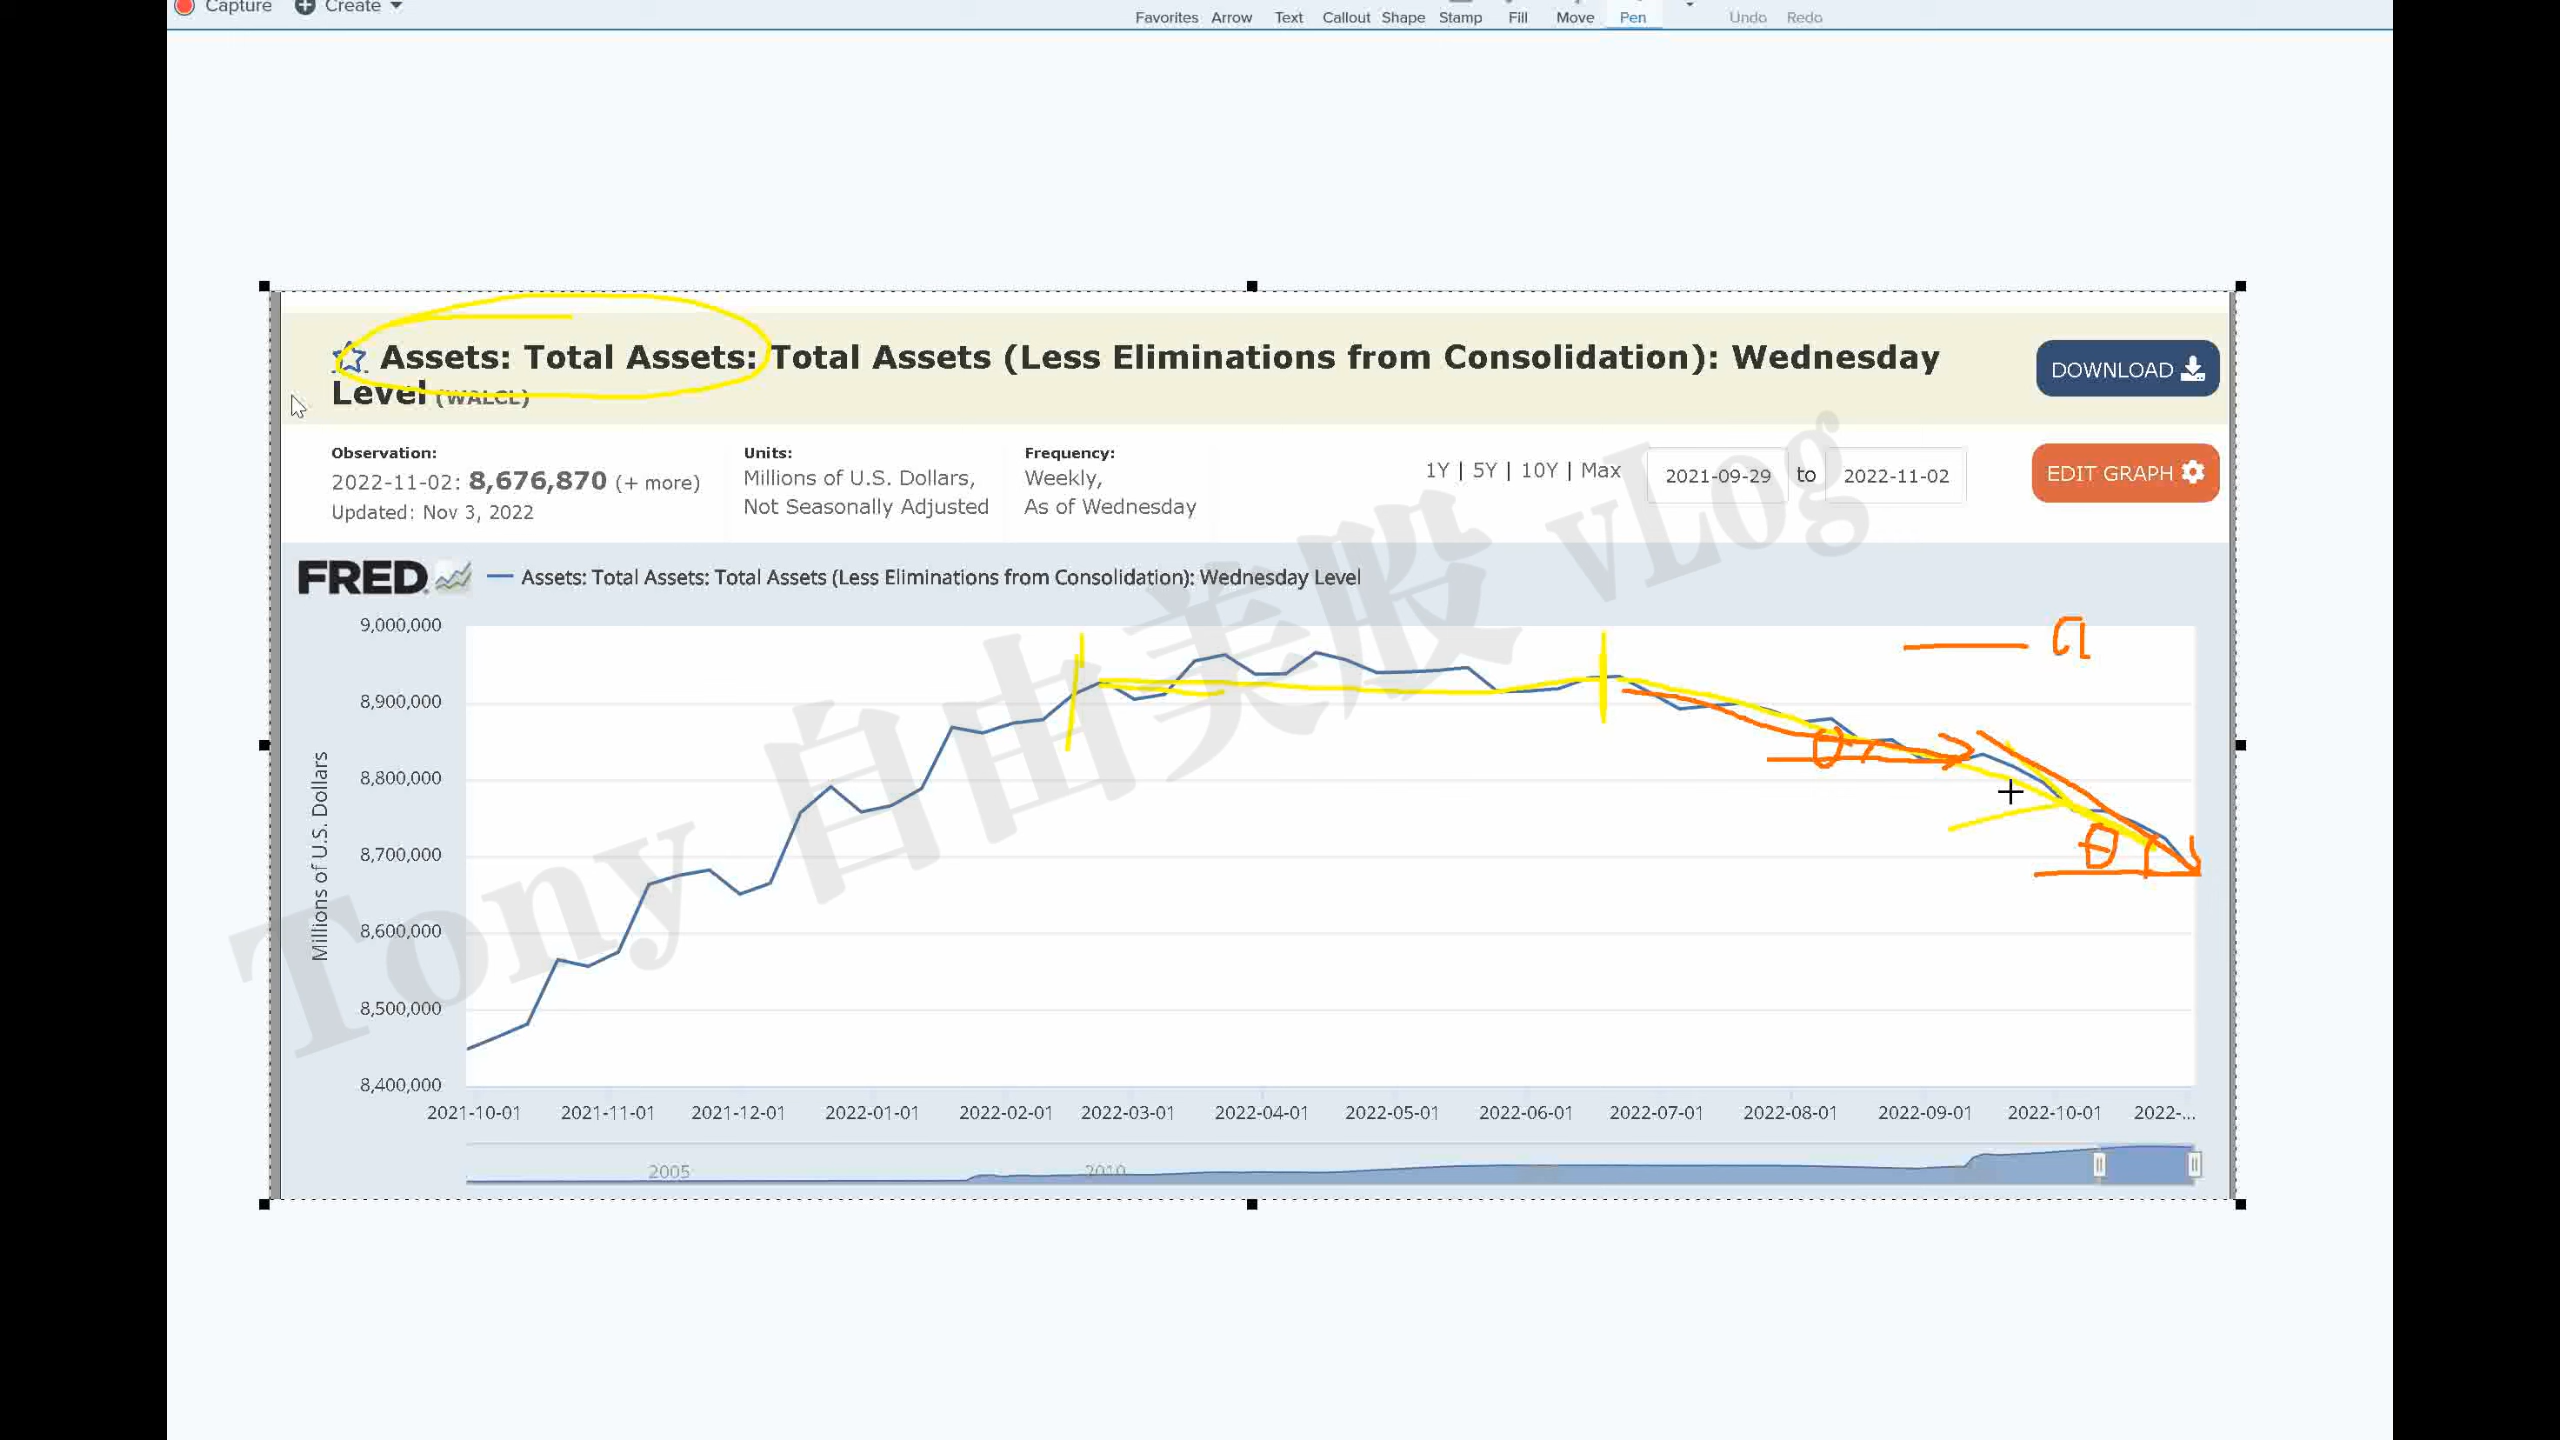 Capture Create
Favorites Arrow Text Callout Shape Stamp Fill Move Pen Undo Redo
Assets: Total Assets: Total Assets (Less Eliminations from Consolidation): Wednesday
Level (WALCL)
DOWNLOAD
Observation:
2022-11-02: 8,676,870 (+ more)
Updated: Nov 3, 2022
Units:
Millions of U.S. Dollars,
Not Seasonally Adjusted
Frequency:
Weekly,
As of Wednesday
1Y | 5Y | 10Y | Max
2021-09-29 to 2022-11-02
EDIT GRAPH
FRED
Assets: Total Assets: Total Assets (Less Eliminations from Consolidation): Wednesday Level
Millions of U.S. Dollars
9,000,000
8,900,000
8,800,000
8,700,000
8,600,000
8,500,000
8,400,000
2021-10-01 2021-11-01 2021-12-01 2022-01-01 2022-02-01 2022-03-01 2022-04-01 2022-05-01 2022-06-01 2022-07-01 2022-08-01 2022-09-01 2022-10-01 2022-...
2005 2010
Tony 自由美股 vLog